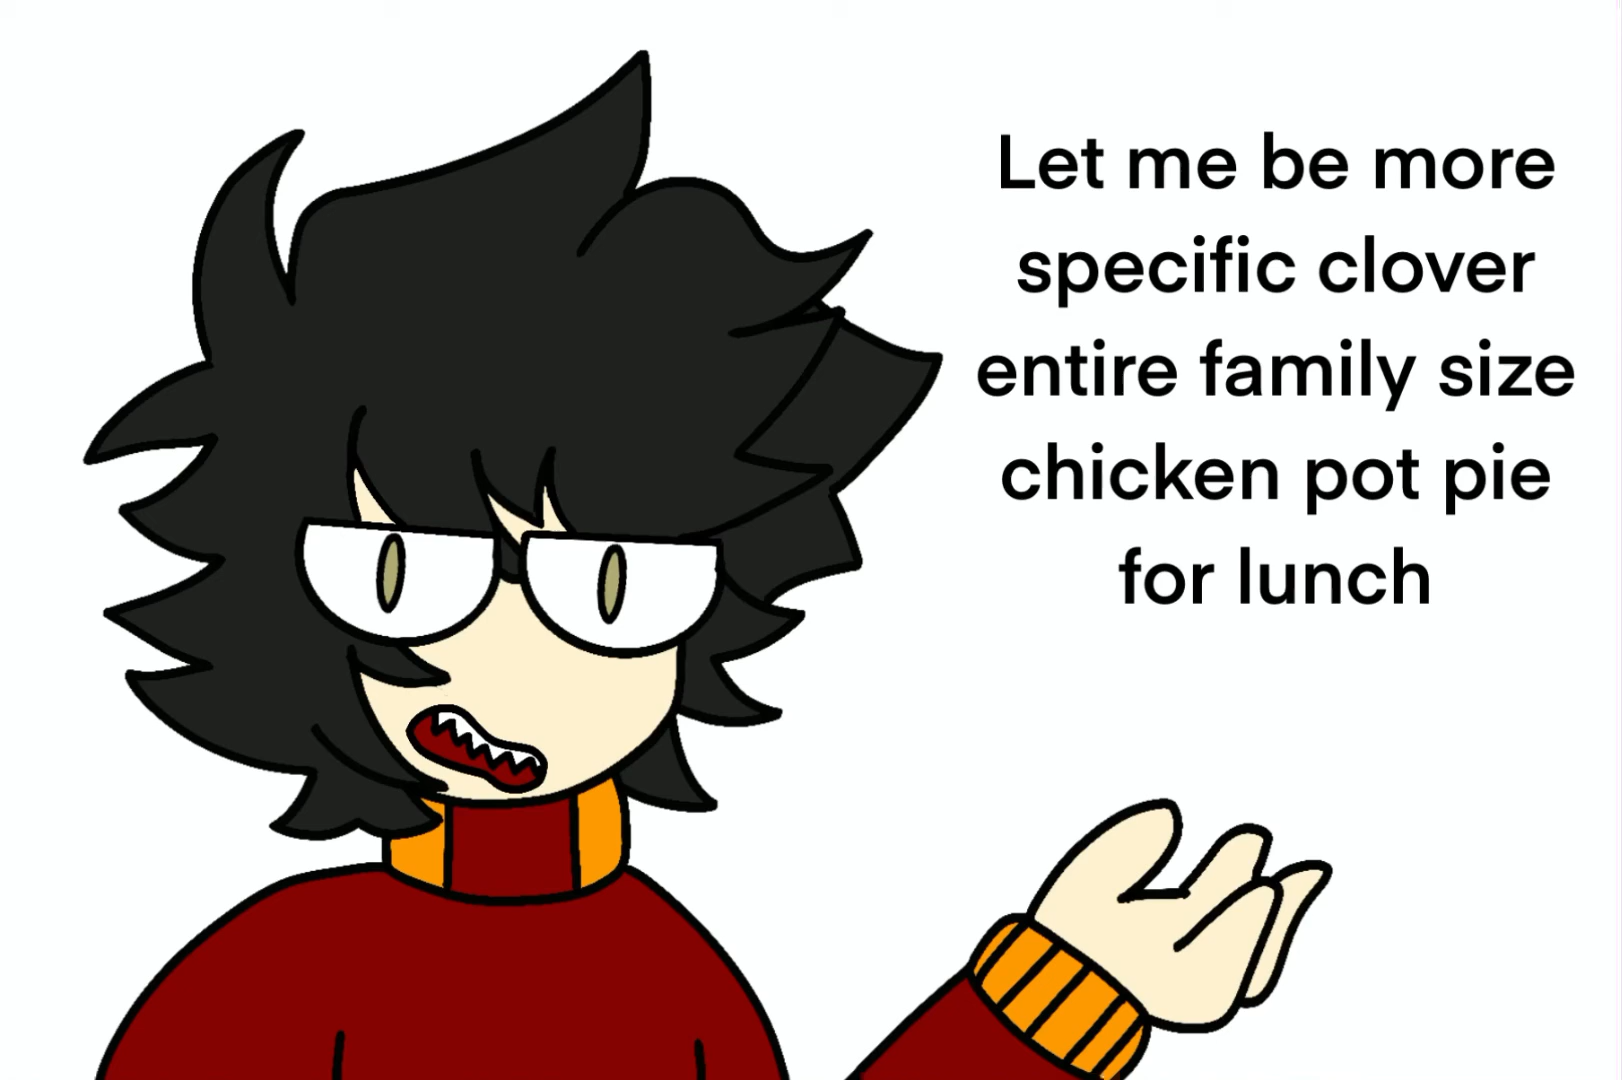 Let me be more
specific clover
entire family size
chicken pot pie
for lunch